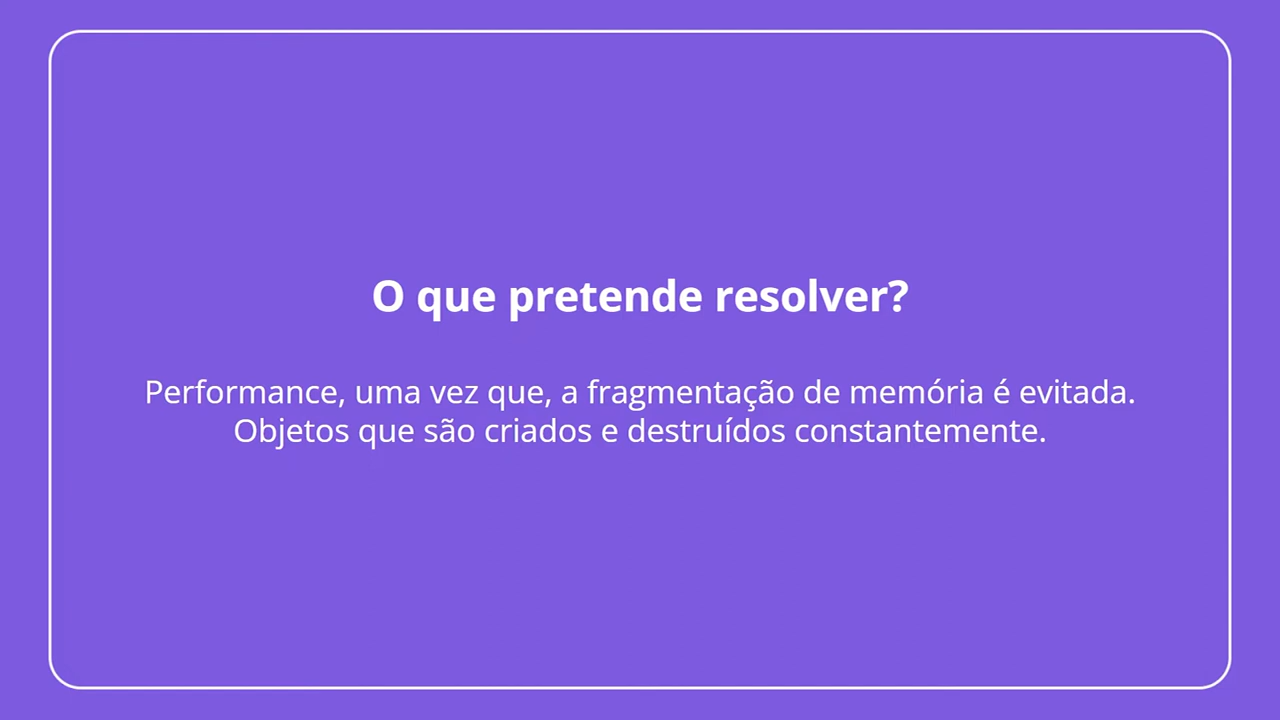 O que pretende resolver?
Performance, uma vez que, a fragmentação de memória é evitada.
Objetos que são criados e destruídos constantemente.